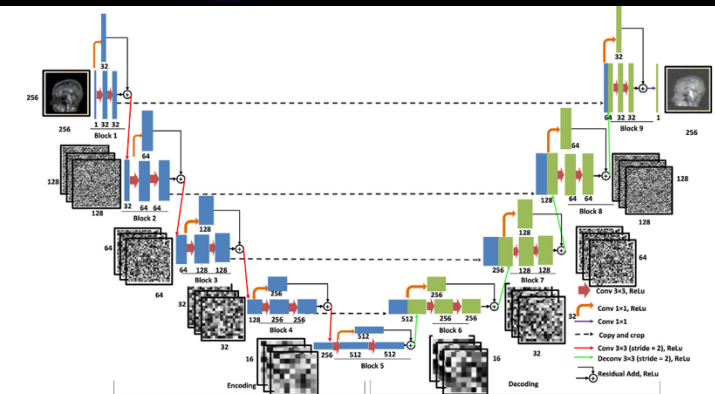 32
256
256
1 32 32
Block 1
64
128
128
32 64 64
Block 2
128
64
64
64 128 128
Block 3
256
32
32
128 256 256
Block 4
512
16
256 512 512
Block 5
256
512 256 256
Block 6
16
128
256 128 128
Block 7
32
32
64
128 64 64
Block 8
64
64
32
64 32 32
1
Block 9
256
128
128
Conv 3×3, ReLu
Conv 1×1, ReLu
Conv 1×1
Copy and crop
Conv 3×3 (stride = 2), ReLu
Deconv 3×3 (stride = 2), ReLu
Residual Add, ReLu
Encoding
Decoding